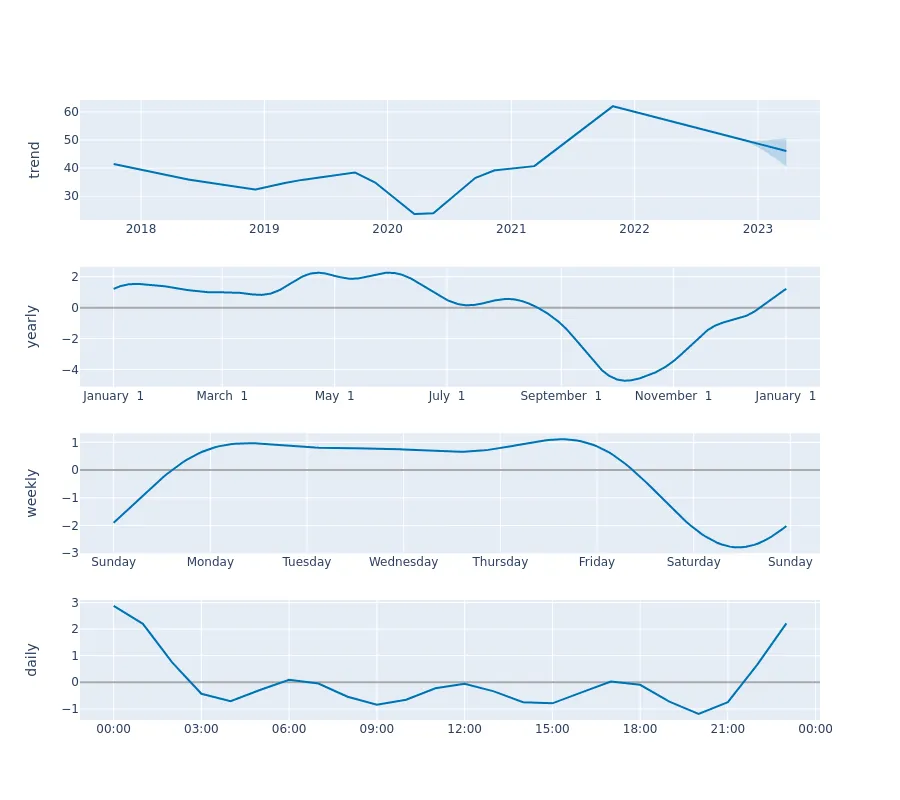 trend
60
50
40
30
2018 2019 2020 2021 2022 2023
yearly
2
0
−2
−4
January 1 March 1 May 1 July 1 September 1 November 1 January 1
weekly
1
0
−1
−2
−3
Sunday Monday Tuesday Wednesday Thursday Friday Saturday Sunday
daily
3
2
1
0
−1
00:00 03:00 06:00 09:00 12:00 15:00 18:00 21:00 00:00